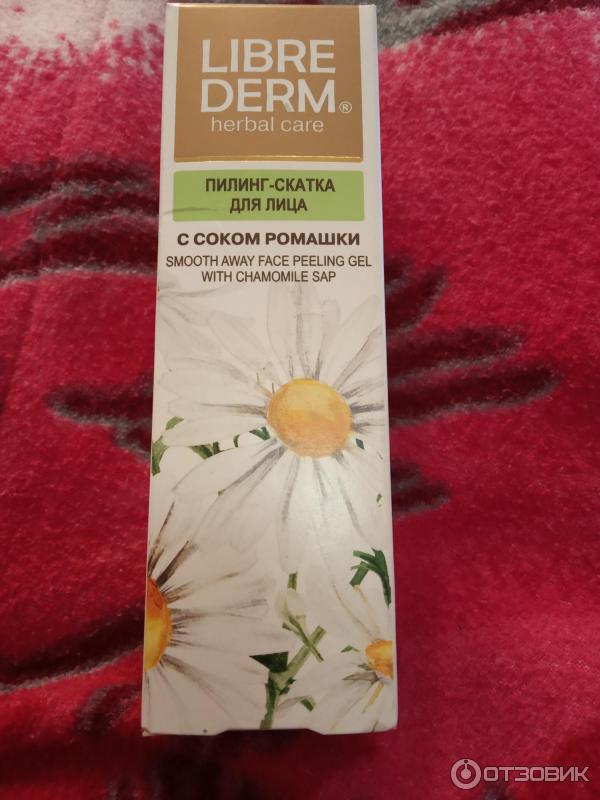 LIBRE
DERM®
herbal care
ПИЛИНГ-СКАТКА
ДЛЯ ЛИЦА
С СОКОМ РОМАШКИ
SMOOTH AWAY FACE PEELING GEL
WITH CHAMOMILE SAP
ОТЗОВИК